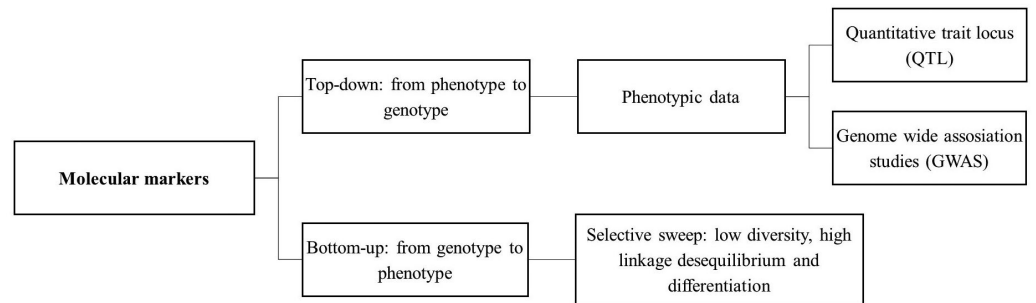 Molecular markers
Top-down: from phenotype to
genotype
Phenotypic data
Quantitative trait locus
(QTL)
Genome wide assosiation
studies (GWAS)
Bottom-up: from genotype to
phenotype
Selective sweep: low diversity, high
linkage desequilibrium and
differentiation